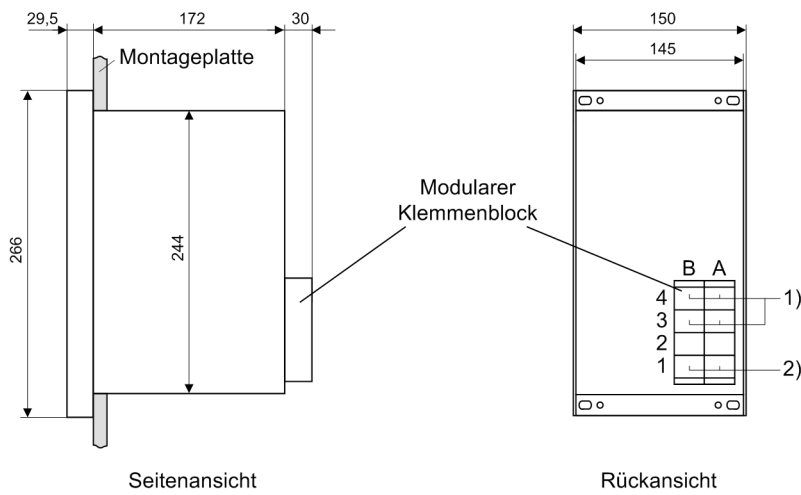 29,5 172 30
Montageplatte
266
244
Modularer
Klemmenblock
Seitenansicht
150
145
B A
4 1)
3
2
1 2)
Rückansicht